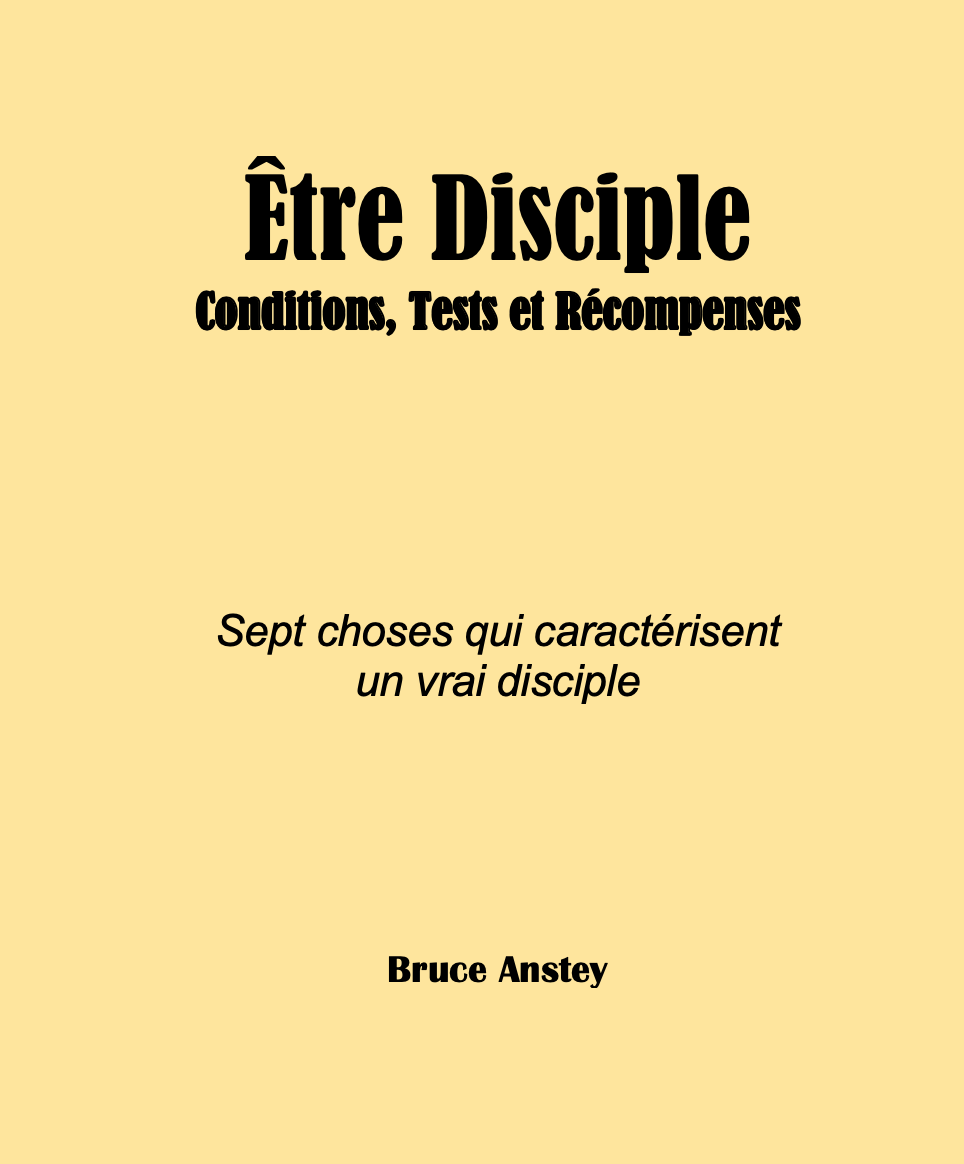 Être Disciple
Conditions, Tests et Récompenses
Sept choses qui caractérisent
un vrai disciple
Bruce Anstey